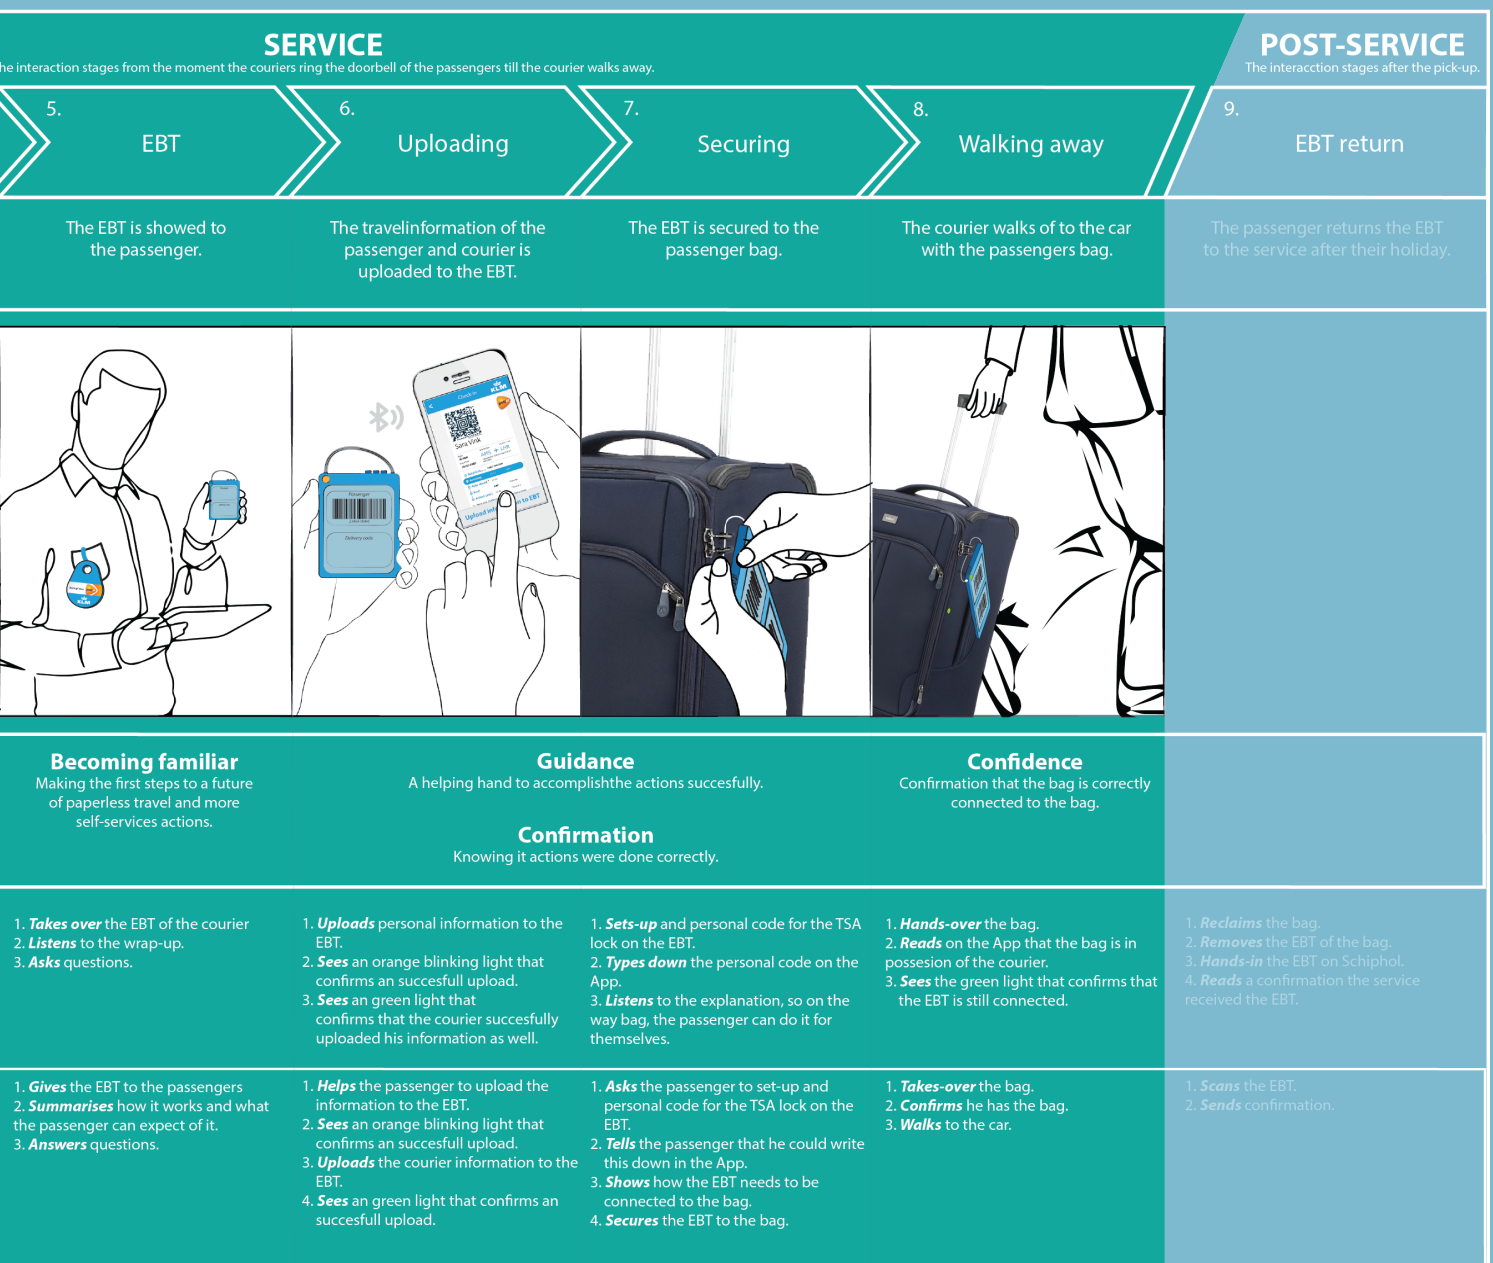 SERVICE
he interaction stages from the moment the couriers ring the doorbell of the passengers till the courier walks away.
POST-SERVICE
The interacction stages after the pick-up.
5.
EBT
6.
Uploading
7.
Securing
8.
Walking away
9.
EBT return
The EBT is showed to
the passenger.
The travelinformation of the
passenger and courier is
uploaded to the EBT.
The EBT is secured to the
passenger bag.
The courier walks of to the car
with the passengers bag.
The passenger returns the EBT
to the service after their holiday.
KLM
Passenger
Delivery code
Check-in
KLM
Sara Vink
Upload information to EBT
Becoming familiar
Making the first steps to a future
of paperless travel and more
self-services actions.
Guidance
A helping hand to accomplishthe actions succesfully.
Confirmation
Knowing it actions were done correctly.
Confidence
Confirmation that the bag is correctly
connected to the bag.
1. Takes over the EBT of the courier
2. Listens to the wrap-up.
3. Asks questions.
1. Uploads personal information to the
EBT.
2. Sees an orange blinking light that
confirms an succesfull upload.
3. Sees an green light that
confirms that the courier succesfully
uploaded his information as well.
1. Sets-up and personal code for the TSA
lock on the EBT.
2. Types down the personal code on the
App.
3. Listens to the explanation, so on the
way bag, the passenger can do it for
themselves.
1. Hands-over the bag.
2. Reads on the App that the bag is in
possesion of the courier.
3. Sees the green light that confirms that
the EBT is still connected.
1. Reclaims the bag.
2. Removes the EBT of the bag.
3. Hands-in the EBT on Schiphol.
4. Reads a confirmation the service
received the EBT.
1. Gives the EBT to the passengers
2. Summarises how it works and what
the passenger can expect of it.
3. Answers questions.
1. Helps the passenger to upload the
information to the EBT.
2. Sees an orange blinking light that
confirms an succesfull upload.
3. Uploads the courier information to the
EBT.
4. Sees an green light that confirms an
succesfull upload.
1. Asks the passenger to set-up and
personal code for the TSA lock on the
EBT.
2. Tells the passenger that he could write
this down in the App.
3. Shows how the EBT needs to be
connected to the bag.
4. Secures the EBT to the bag.
1. Takes-over the bag.
2. Confirms he has the bag.
3. Walks to the car.
1. Scans the EBT.
2. Sends confirmation.